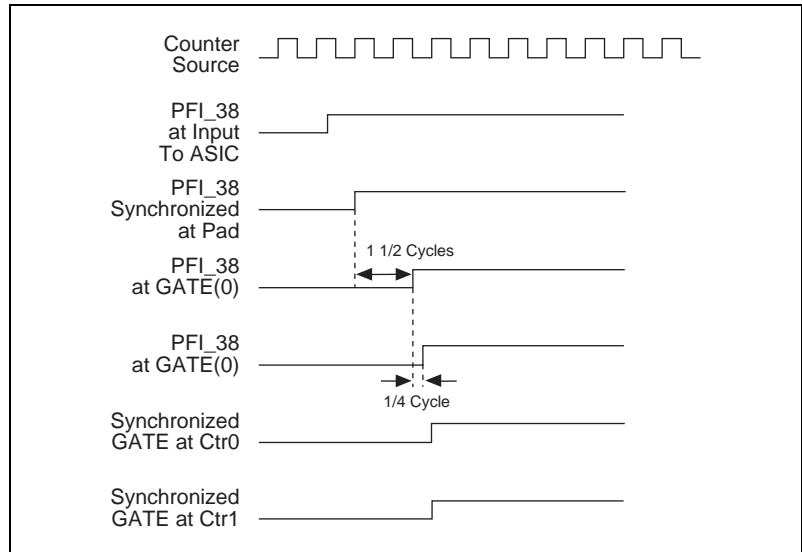 Counter
Source
PFI_38
at Input
To ASIC
PFI_38
Synchronized
at Pad
1 1/2 Cycles
PFI_38
at GATE(0)
PFI_38
at GATE(0)
1/4 Cycle
Synchronized
GATE at Ctr0
Synchronized
GATE at Ctr1